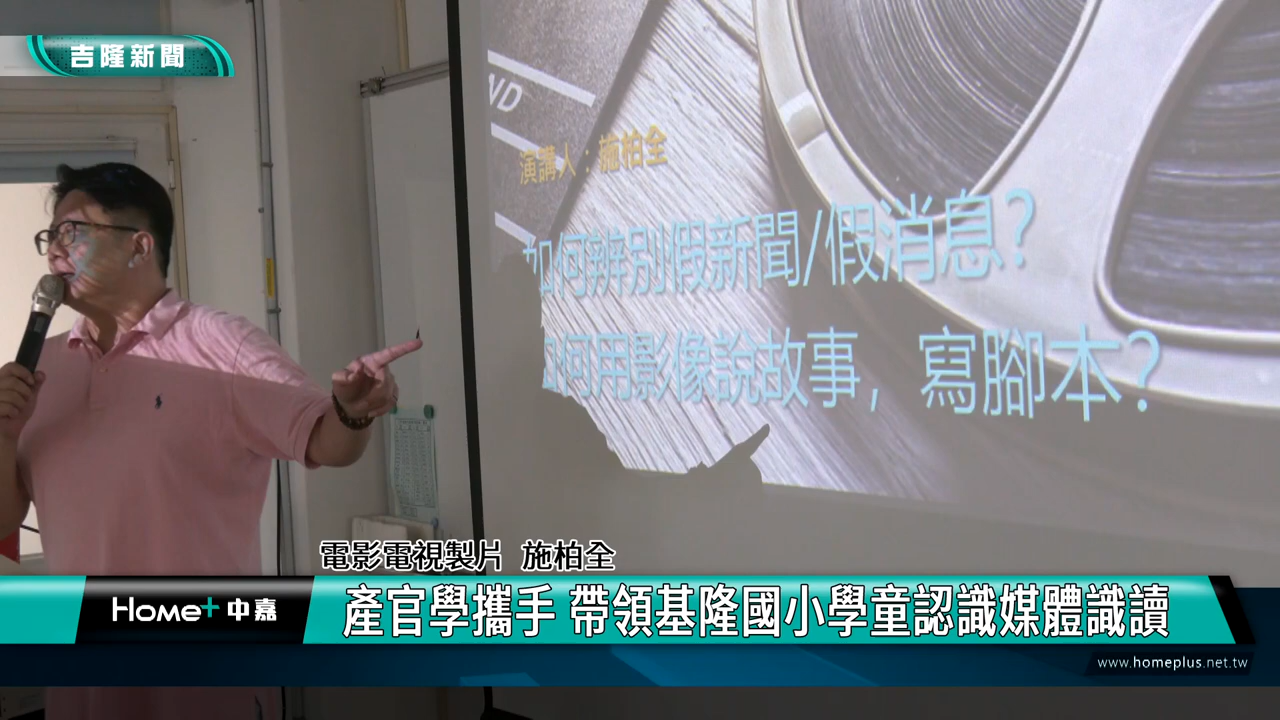 吉隆新聞
ND
演講人：施柏全
如何辨別假新聞/假消息?
如何用影像說故事，寫腳本?
電影電視製片 施柏全
Home+中嘉
產官學攜手 帶領基隆國小學童認識媒體識讀
www.homeplus.net.tw